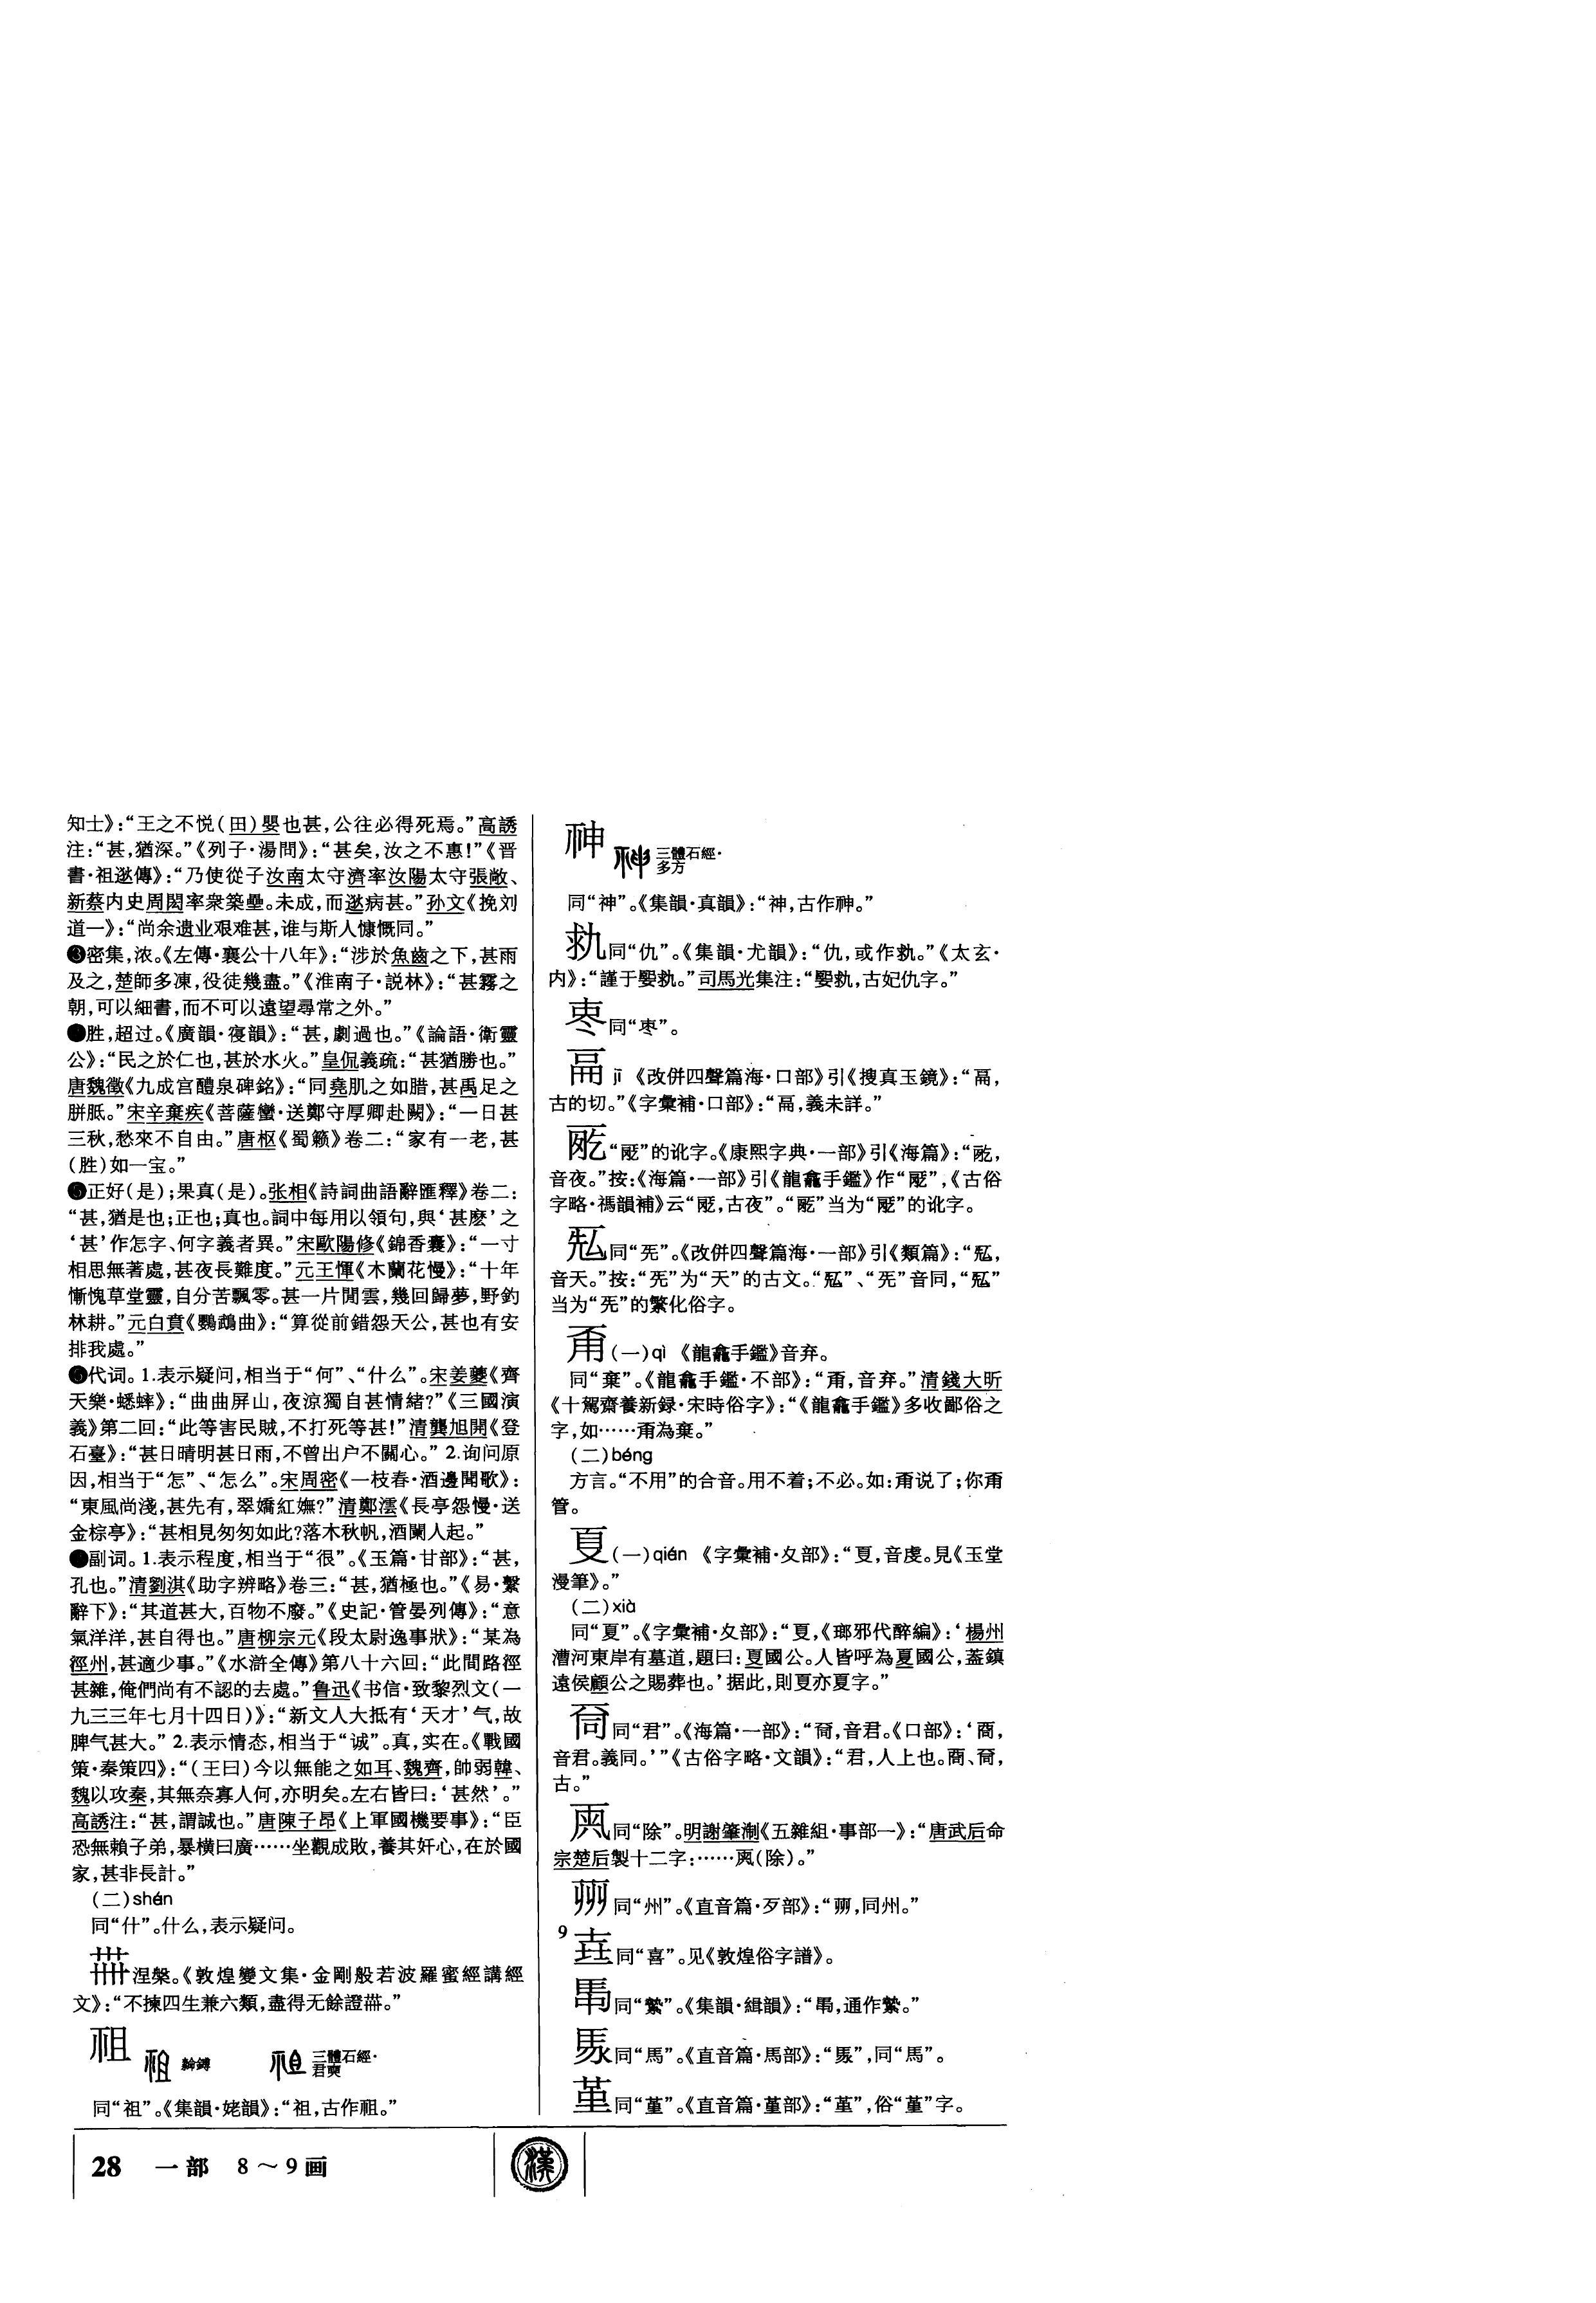 知士》：“王之不悦（田）嬰也甚，公往必得死焉。”高誘
注：“甚，猶深。”《列子·湯問》：“甚矣，汝之不惠！”《晋
書·祖逖傳》：“乃使從子汝南太守濟率汝陽太守張敞、
新蔡内史周閎率衆築壘。未成，而逖病甚。”孙文《挽刘
道一》：“尚余遗业艰难甚，谁与斯人慷慨同。”
❸密集，浓。《左傳·襄公十八年》：“涉於魚齒之下，甚雨
及之，楚師多凍，役徒幾盡。”《淮南子·説林》：“甚霧之
朝，可以細書，而不可以遠望尋常之外。”
胜，超过。《廣韻·寑韻》：“甚，劇過也。”《論語·衛靈
公》：“民之於仁也，甚於水火。”皇侃義疏：“甚猶勝也。”
唐魏徵《九成宫醴泉碑銘》：“同堯肌之如腊，甚禹足之
胼胝。”宋辛棄疾《菩薩蠻·送鄭守厚卿赴闕》：“一日甚
三秋，愁來不自由。”唐枢《蜀籁》卷二：“家有一老，甚
（胜）如一宝。”
❺正好（是）；果真（是）。张相《詩詞曲語辭匯釋》卷二：
“甚，猶是也；正也；真也。詞中每用以領句，與‘甚麽’之
‘甚’作怎字、何字義者異。”宋歐陽修《錦香囊》：“一寸
相思無著處，甚夜長難度。”元王惲《木蘭花慢》：“十年
慚愧草堂靈，自分苦飄零。甚一片閒雲，幾回歸夢，野釣
林耕。”元白賁《鸚鵡曲》：“算從前錯怨天公，甚也有安
排我處。”
❻代词。1.表示疑问，相当于“何”、“什么”。宋姜夔《齊
天樂·蟋蟀》：“曲曲屏山，夜涼獨自甚情緒？”《三國演
義》第二回：“此等害民賊，不打死等甚！”清龔旭開《登
石臺》：“甚日晴明甚日雨，不曾出户不關心。” 2.询问原
因，相当于“怎”、“怎么”。宋周密《一枝春·酒邊聞歌》：
“東風尚淺，甚先有，翠嬌紅嫵？”清鄭澐《長亭怨慢·送
金棕亭》：“甚相見匆匆如此？落木秋帆，酒闌人起。”
副词。1.表示程度，相当于“很”。《玉篇·甘部》：“甚，
孔也。”清劉淇《助字辨略》卷三：“甚，猶極也。”《易·繫
辭下》：“其道甚大，百物不廢。”《史記·管晏列傳》：“意
氣洋洋，甚自得也。”唐柳宗元《段太尉逸事狀》：“某為
徑州，甚適少事。”《水滸全傳》第八十六回：“此間路徑
甚雜，俺們尚有不認的去處。”鲁迅《书信·致黎烈文（一
九三三年七月十四日）》：“新文人大抵有‘天才’气，故
脾气甚大。” 2.表示情态，相当于“诚”。真，实在。《戰國
策·秦策四》：“（王曰）今以無能之如耳、魏齊，帥弱韓、
魏以攻秦，其無奈寡人何，亦明矣。左右皆曰：‘甚然’。”
高誘注：“甚，謂誠也。”唐陳子昂《上軍國機要事》：“臣
恐無賴子弟，暴横日廣……坐觀成敗，養其奸心，在於國
家，甚非長計。”
（二）shén
同“什”。什么，表示疑问。
涅槃。《敦煌變文集·金剛般若波羅蜜經講經
文》：“不揀四生兼六類，盡得无餘證。”
三體石經·
君奭
同“祖”。《集韻·姥韻》：“祖，古作。”
三體石經·
多方
同“神”。《集韻·真韻》：“神，古作。”
同“仇”。《集韻·尤韻》：“仇，或作。”《太玄·
内》：“謹于。”司馬光集注：“，古妃仇字。”
同“枣”。
jī 《改併四聲篇海·口部》引《搜真玉鏡》：“，
古的切。”《字彙補·口部》：“，義未詳。”
“”的讹字。《康熙字典·一部》引《海篇》：“，
音夜。”按：《海篇·一部》引《龍龕手鑑》作“”，《古俗
字略·禡韻補》云“，古夜”。“”当为“”的讹字。
同“兂”。《改併四聲篇海·一部》引《類篇》：“，
音天。”按：“”为“天”的古文。“”、“”音同，“”
当为“”的繁化俗字。
甭（一）qì 《龍龕手鑑》音弃。
同“棄”。《龍龕手鑑·不部》：“甭，音弃。”清錢大昕
《十駕齋養新録·宋時俗字》：“《龍龕手鑑》多收鄙俗之
字，如……甭為棄。”
（二）béng
方言。“不用”的合音。用不着；不必。如：甭说了；你甭
管。
（一）qián 《字彙補·夊部》：“，音虔。見《玉堂
漫筆》。”
（二）xià
同“夏”。《字彙補·夊部》：“，《瑯邪代醉編》：‘楊州
漕河東岸有墓道，題曰：國公。人皆呼為夏國公，蓋鎮
遠侯顧公之賜葬也。’据此，則亦夏字。”
同“君”。《海篇·一部》：“，音君。《口部》：‘，
音君。義同。’”《古俗字略·文韻》：“君，人上也。、，
古。”
同“除”。明謝肇淛《五雜組·事部一》：“唐武后命
宗楚后製十二字：……（除）。”
同“州”。《直音篇·歹部》：“，同州。”
9
同“喜”。见《敦煌俗字譜》。
同“縶”。《集韻·緝韻》：“，通作縶。”
同“馬”。《直音篇·馬部》：“”，同“馬”。
同“堇”。《直音篇·堇部》：“”，俗“堇”字。
28 一部 8～9画
漢